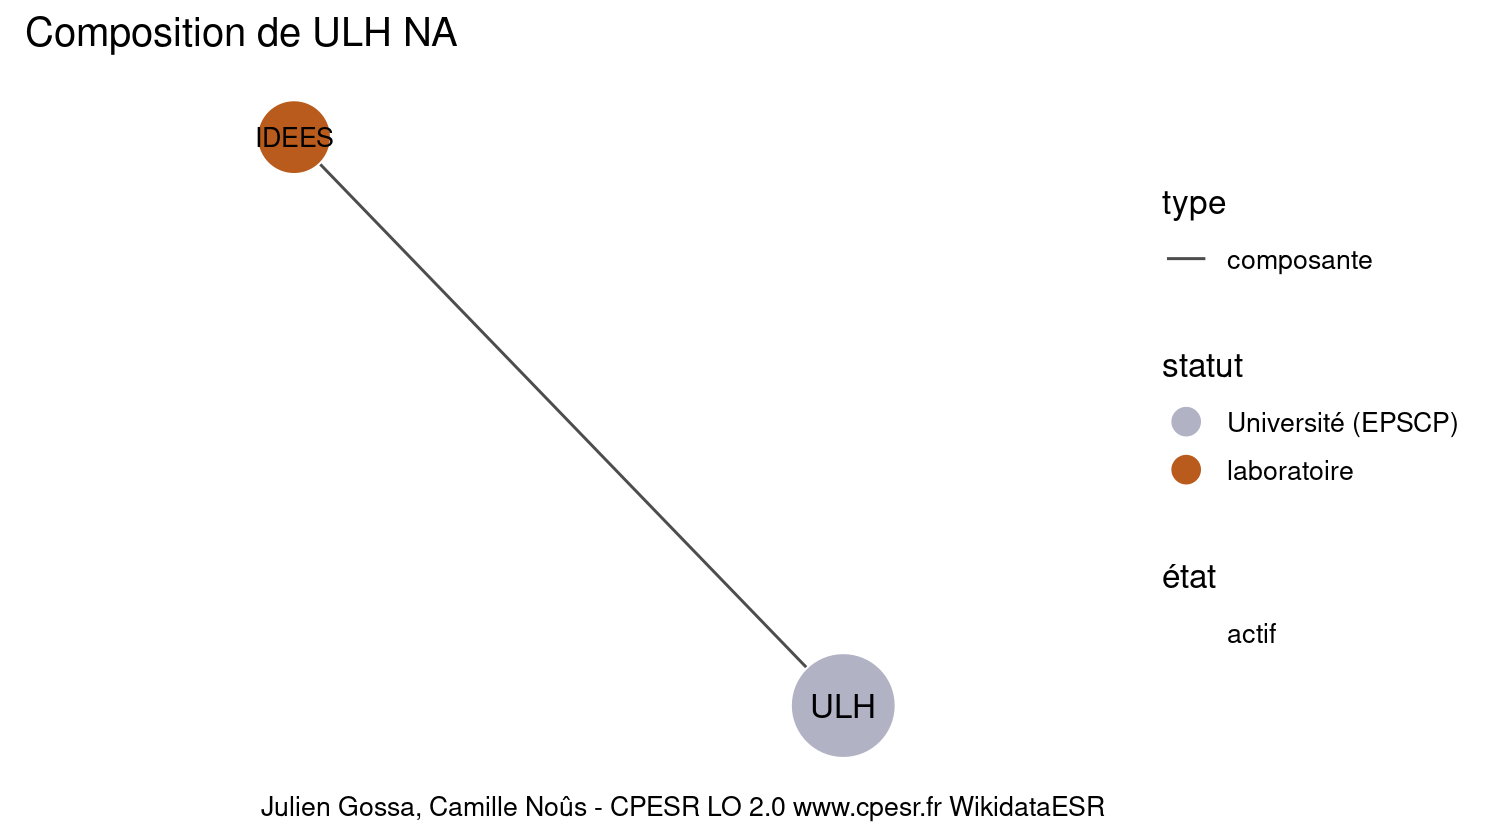 Composition de ULH NA
IDEES
type
composante
statut
Université (EPSCP)
laboratoire
état
actif
ULH
Julien Gossa, Camille Noûs - CPESR LO 2.0 www.cpesr.fr WikidataESR